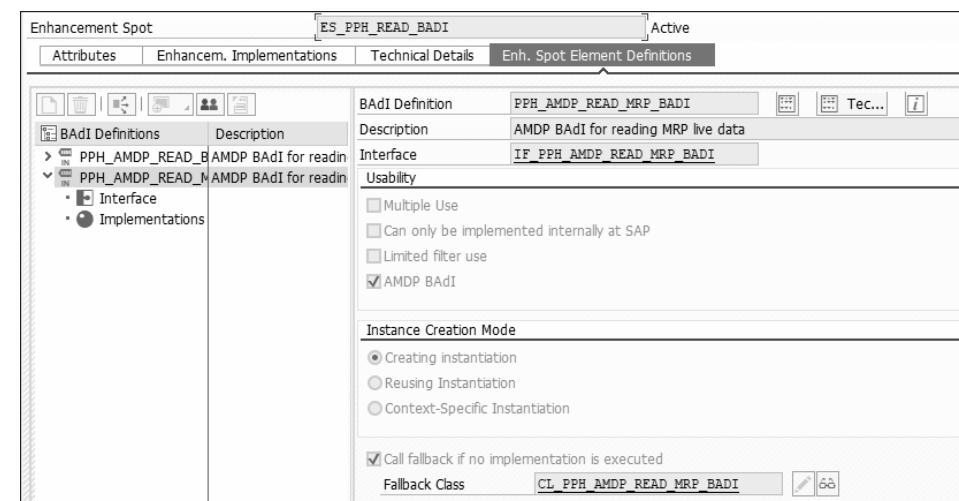 Enhancement Spot ES_PPH_READ_BADI Active
Attributes Enhancem. Implementations Technical Details Enh. Spot Element Definitions
BAdI Definitions Description
PPH_AMDP_READ_B AMDP BAdI for readin
PPH_AMDP_READ_M AMDP BAdI for readin
Interface
Implementations
BAdI Definition PPH_AMDP_READ_MRP_BADI Tec...
Description AMDP BAdI for reading MRP live data
Interface IF_PPH_AMDP_READ_MRP_BADI
Usability
Multiple Use
Can only be implemented internally at SAP
Limited filter use
AMDP BAdI
Instance Creation Mode
Creating instantiation
Reusing Instantiation
Context-Specific Instantiation
Call fallback if no implementation is executed
Fallback Class CL_PPH_AMDP_READ_MRP_BADI